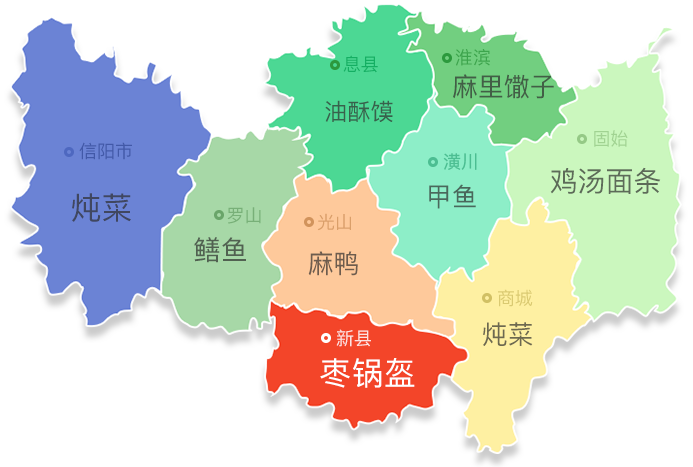 息县
油酥馍
淮滨
麻里馓子
信阳市
炖菜
固始
鸡汤面条
潢川
甲鱼
罗山
鳝鱼
光山
麻鸭
商城
炖菜
新县
枣锅盔